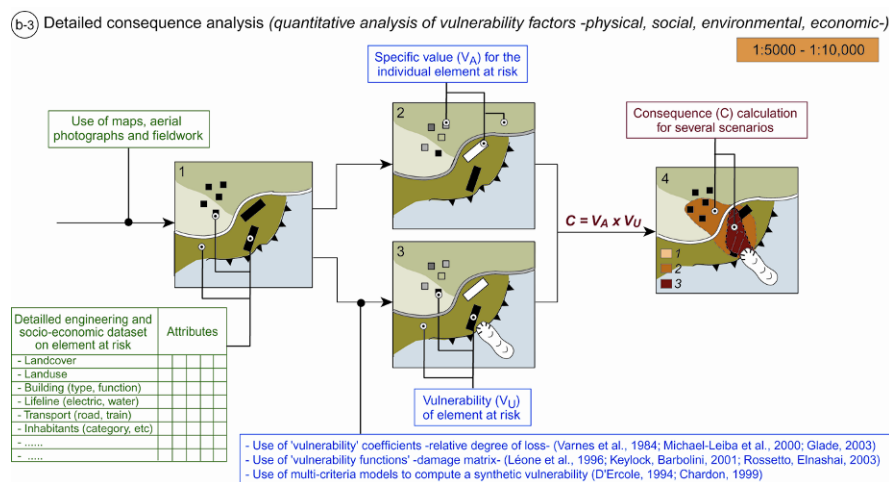 b-3 Detailed consequence analysis (quantitative analysis of vulnerability factors -physical, social, environmental, economic-)
1:5000 - 1:10,000
Specific value (VA) for the
individual element at risk
Use of maps, aerial
photographs and fieldwork
Consequence (C) calculation
for several scenarios
1
2
3
4
1
2
3
C = VA x VU
Detailled engineering and
socio-economic dataset
on element at risk
Attributes
- Landcover
- Landuse
- Building (type, function)
- Lifeline (electric, water)
- Transport (road, train)
- Inhabitants (category, etc)
- ......
- .....
Vulnerability (VU)
of element at risk
- Use of 'vulnerability' coefficients -relative degree of loss- (Varnes et al., 1984; Michael-Leiba et al., 2000; Glade, 2003)
- Use of 'vulnerability functions' -damage matrix- (Léone et al., 1996; Keylock, Barbolini, 2001; Rossetto, Elnashai, 2003)
- Use of multi-criteria models to compute a synthetic vulnerability (D'Ercole, 1994; Chardon, 1999)